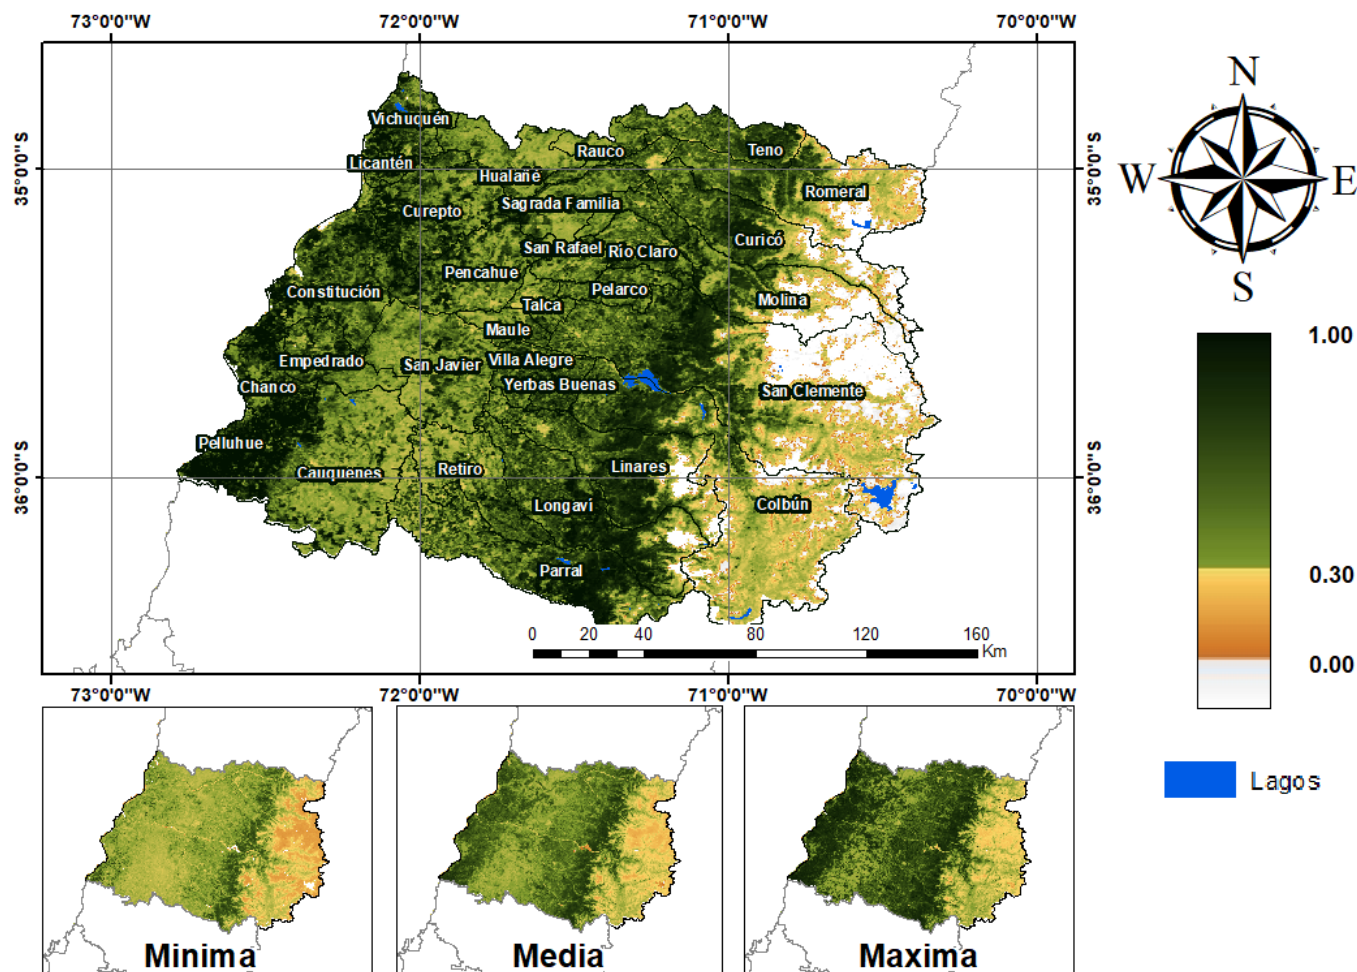 73°0'0"W 72°0'0"W 71°0'0"W 70°0'0"W
N
W E
S
35°0'0"S
35°0'0"S
36°0'0"S
36°0'0"S
Vichuquén
Licantén
Rauco
Teno
Hualañé
Romeral
Curepto
Sagrada Familia
San Rafael
Río Claro
Curicó
Pencahue
Constitución
Pelarco
Molina
Talca
Maule
Empedrado
San Javier
Villa Alegre
Chanco
Yerbas Buenas
San Clemente
Pelluhue
Cauquenes
Retiro
Linares
Longaví
Colbún
Parral
0 20 40 80 120 160
Km
73°0'0"W 72°0'0"W 71°0'0"W 70°0'0"W
1.00
0.30
0.00
Lagos
Minima
Media
Maxima